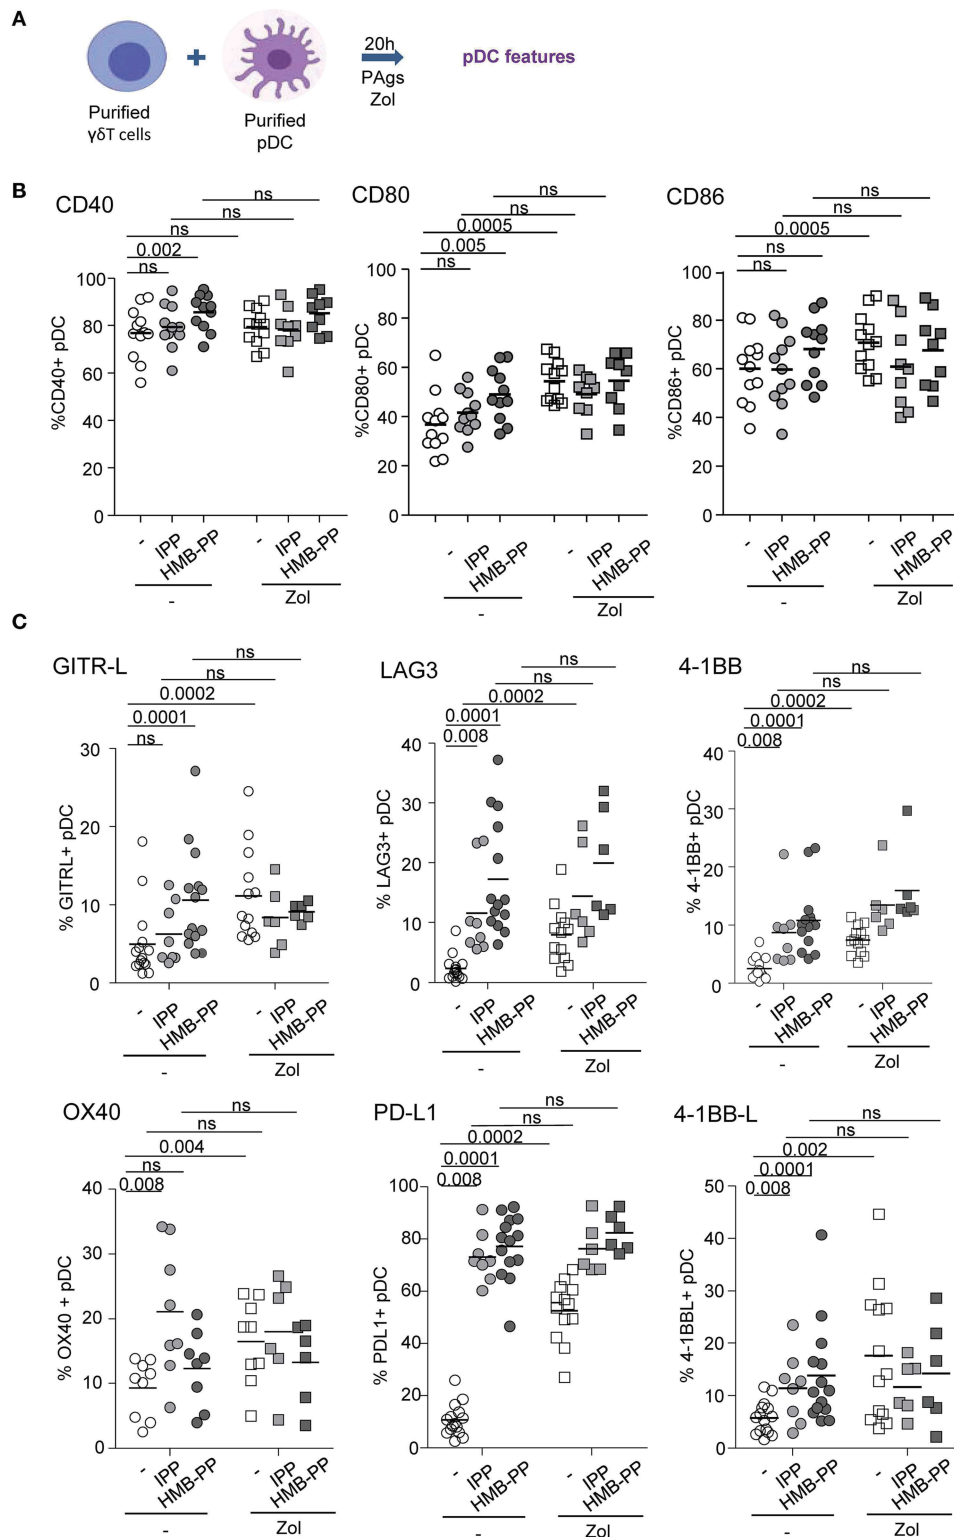 A
20h
PAgs
Zol
pDC features
Purified
γδT cells
Purified
pDC
B
CD40
ns
ns
ns
0.002
ns
%CD40+ pDC
100
80
60
40
20
0
-
IPP
HMB-PP
-
IPP
HMB-PP
-
Zol
CD80
ns
ns
0.0005
0.005
ns
%CD80+ pDC
100
80
60
40
20
0
-
IPP
HMB-PP
-
IPP
HMB-PP
-
Zol
CD86
ns
ns
0.0005
ns
ns
%CD86+ pDC
100
80
60
40
20
0
-
IPP
HMB-PP
-
IPP
HMB-PP
-
Zol
C
GITR-L
ns
ns
0.0002
0.0001
ns
% GITRL+ pDC
30
20
10
0
-
IPP
HMB-PP
-
IPP
HMB-PP
-
Zol
LAG3
ns
ns
0.0002
0.0001
0.008
% LAG3+ pDC
40
30
20
10
0
-
IPP
HMB-PP
-
IPP
HMB-PP
-
Zol
4-1BB
ns
ns
0.0002
0.0001
0.008
% 4-1BB+ pDC
40
30
20
10
0
-
IPP
HMB-PP
-
IPP
HMB-PP
-
Zol
OX40
ns
ns
0.004
ns
0.008
% OX40 + pDC
40
30
20
10
0
-
IPP
HMB-PP
-
IPP
HMB-PP
-
Zol
PD-L1
ns
ns
0.0002
0.0001
0.008
% PDL1+ pDC
100
80
60
40
20
0
-
IPP
HMB-PP
-
IPP
HMB-PP
-
Zol
4-1BB-L
ns
ns
0.002
0.0001
0.008
% 4-1BBL+ pDC
50
40
30
20
10
0
-
IPP
HMB-PP
-
IPP
HMB-PP
-
Zol